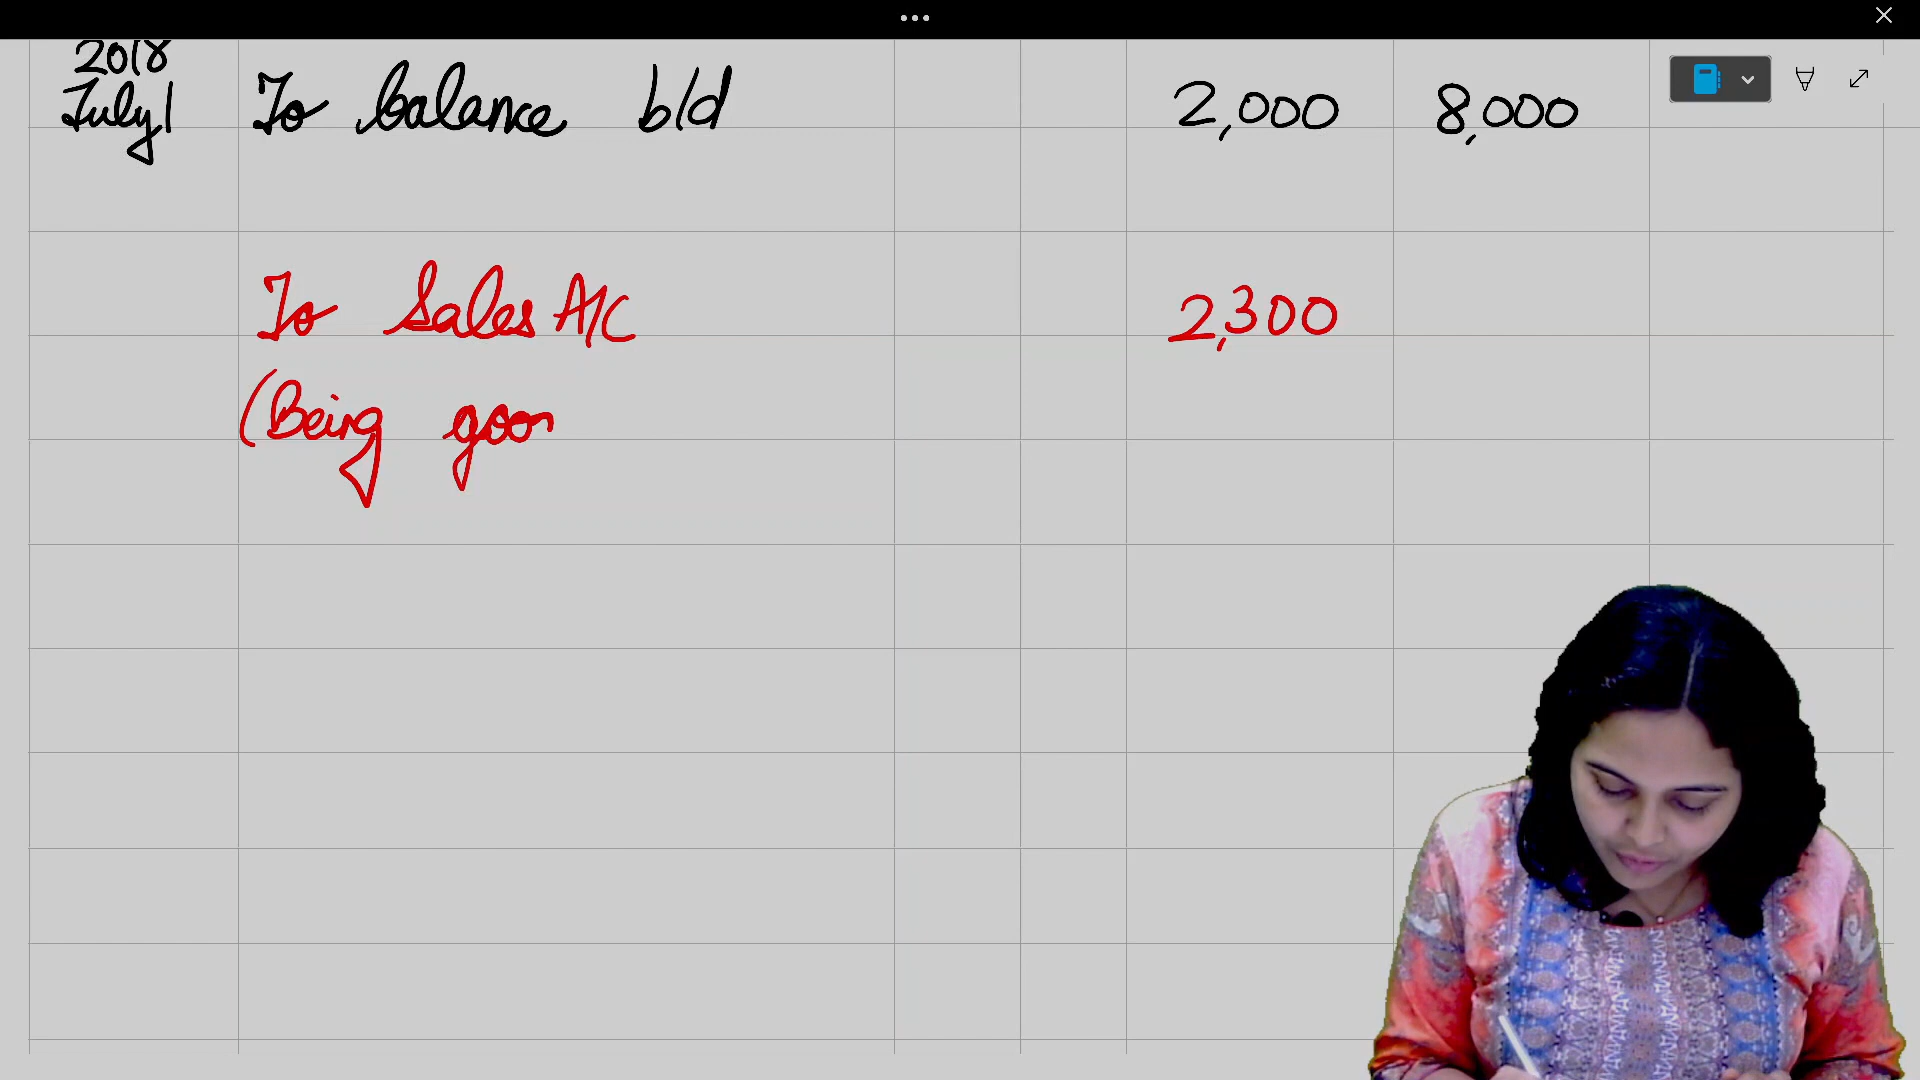 2018
July 1 To balance b/d 2,000 8,000
To Sales A/C 2,300
(Being goo